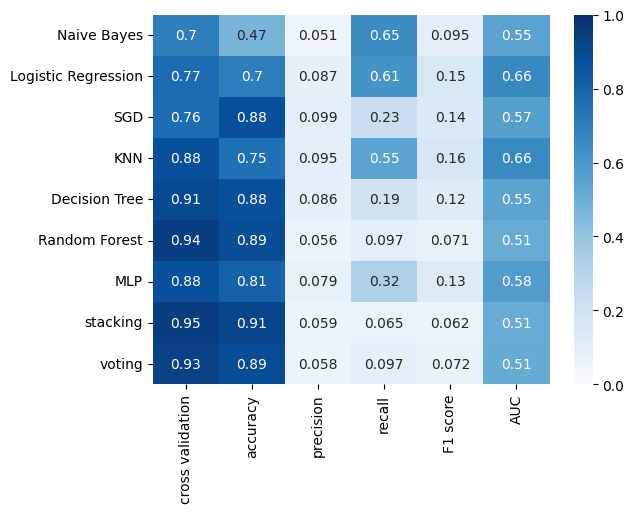 Naive Bayes 0.7 0.47 0.051 0.65 0.095 0.55
Logistic Regression 0.77 0.7 0.087 0.61 0.15 0.66
SGD 0.76 0.88 0.099 0.23 0.14 0.57
KNN 0.88 0.75 0.095 0.55 0.16 0.66
Decision Tree 0.91 0.88 0.086 0.19 0.12 0.55
Random Forest 0.94 0.89 0.056 0.097 0.071 0.51
MLP 0.88 0.81 0.079 0.32 0.13 0.58
stacking 0.95 0.91 0.059 0.065 0.062 0.51
voting 0.93 0.89 0.058 0.097 0.072 0.51
cross validation
accuracy
precision
recall
F1 score
AUC
1.0
0.8
0.6
0.4
0.2
0.0